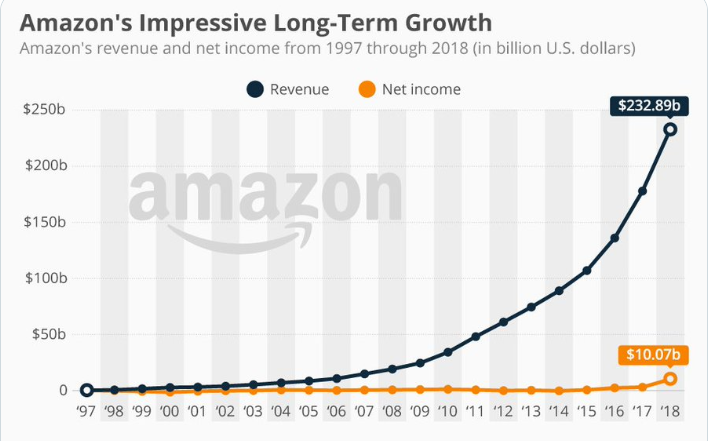 Amazon's Impressive Long-Term Growth
Amazon's revenue and net income from 1997 through 2018 (in billion U.S. dollars)
Revenue Net income
$250b
$232.89b
$200b
amazon
$150b
$100b
$50b
$10.07b
0
'97 '98 '99 '00 '01 '02 '03 '04 '05 '06 '07 '08 '09 '10 '11 '12 '13 '14 '15 '16 '17 '18